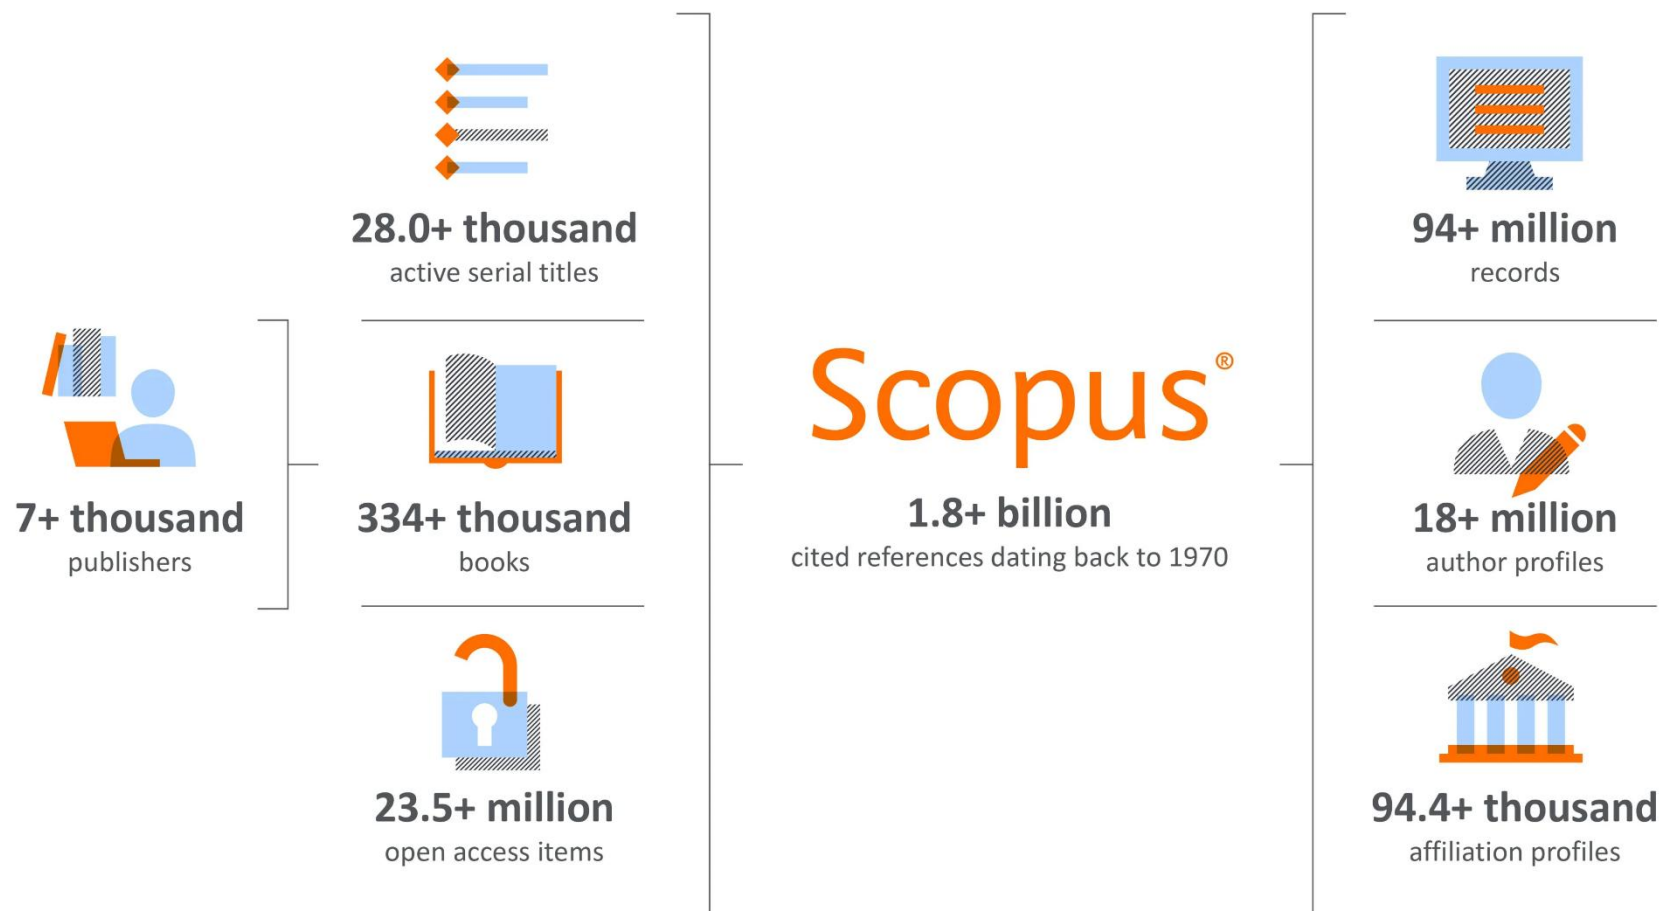 7+ thousand
publishers
28.0+ thousand
active serial titles
334+ thousand
books
23.5+ million
open access items
Scopus®
1.8+ billion
cited references dating back to 1970
94+ million
records
18+ million
author profiles
94.4+ thousand
affiliation profiles